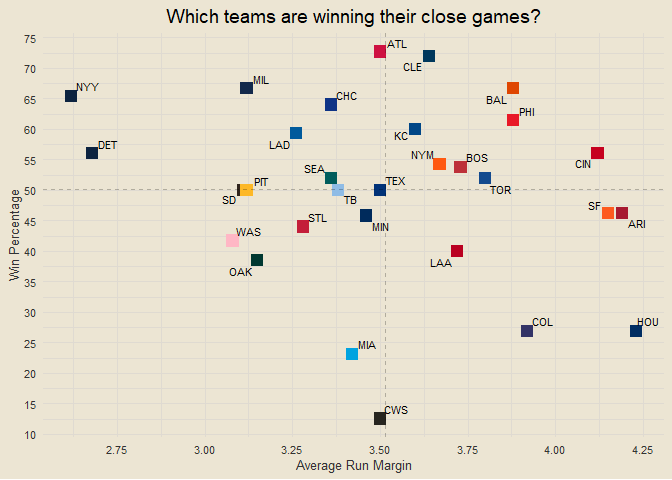 Which teams are winning their close games?
75
70
65
60
55
50
45
40
35
30
25
20
15
10
Win Percentage
ATL
CLE
NYY
MIL
BAL
CHC
PHI
KC
LAD
DET
NYM
BOS
CIN
SEA
TEX
TOR
PIT
SD
TB
SF
MIN
ARI
STL
WAS
LAA
OAK
COL
HOU
MIA
CWS
2.75
3.00
3.25
3.50
3.75
4.00
4.25
Average Run Margin